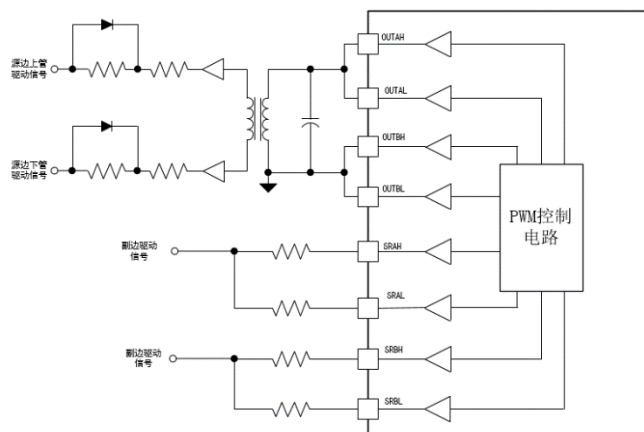 OUTAH
源边上管
驱动信号
OUTAL
OUTBH
源边下管
驱动信号
OUTBL
PWM控制
电路
副边驱动
信号
SRAH
SRAL
副边驱动
信号
SRBH
SRBL